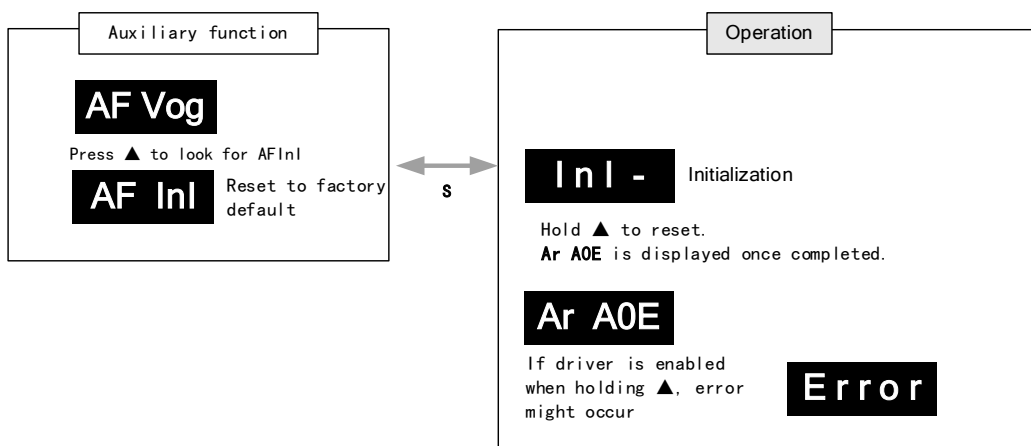 Auxiliary function
AF Vog
Press ▲ to look for AFInI
AF InI
Reset to factory
default
S
Operation
InI -
Initialization
Hold ▲ to reset.
Ar A0E is displayed once completed.
Ar A0E
If driver is enabled
when holding ▲, error
might occur
Error